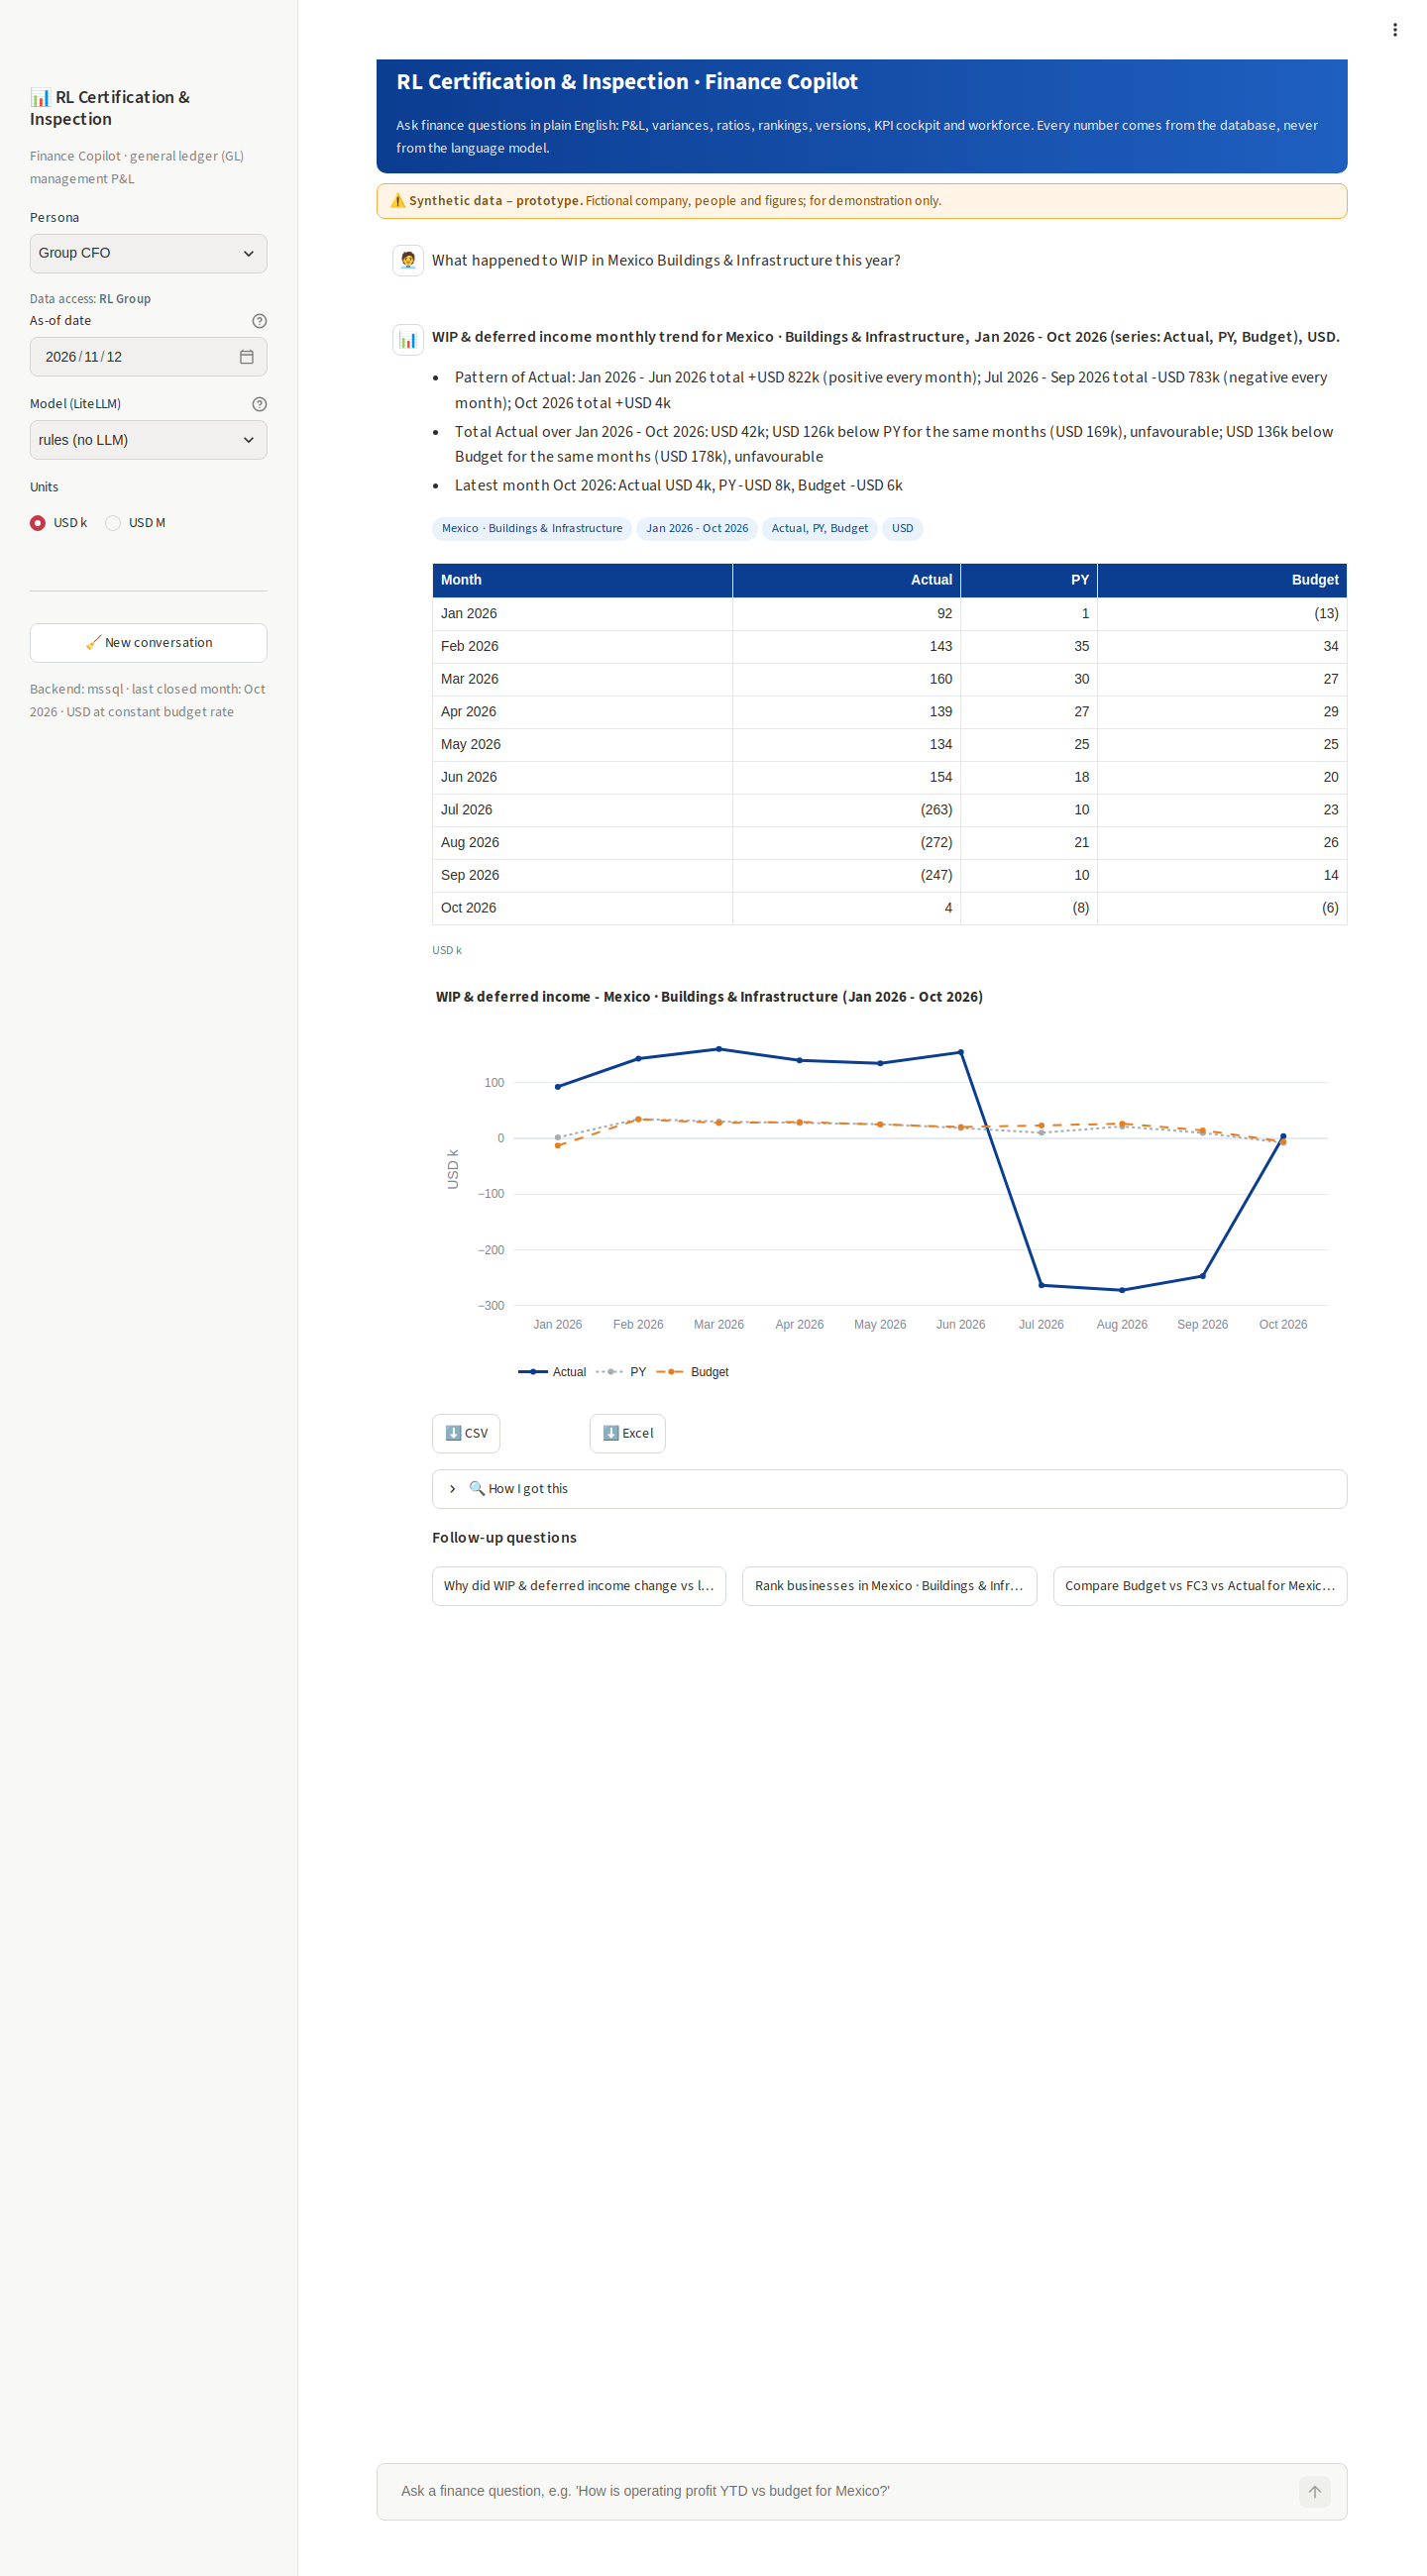 📊 RL Certification &
Inspection
Finance Copilot · general ledger (GL)
management P&L
Persona
Group CFO
Data access: RL Group
As-of date
2026/11/12
Model (LiteLLM)
rules (no LLM)
Units
USD k
USD M
🧹 New conversation
Backend: mssql · last closed month: Oct
2026 · USD at constant budget rate
RL Certification & Inspection · Finance Copilot
Ask finance questions in plain English: P&L, variances, ratios, rankings, versions, KPI cockpit and workforce. Every number comes from the database, never
from the language model.
⚠️ Synthetic data – prototype. Fictional company, people and figures; for demonstration only.
What happened to WIP in Mexico Buildings & Infrastructure this year?
WIP & deferred income monthly trend for Mexico · Buildings & Infrastructure, Jan 2026 - Oct 2026 (series: Actual, PY, Budget), USD.
• Pattern of Actual: Jan 2026 - Jun 2026 total +USD 822k (positive every month); Jul 2026 - Sep 2026 total -USD 783k (negative every
month); Oct 2026 total +USD 4k
• Total Actual over Jan 2026 - Oct 2026: USD 42k; USD 126k below PY for the same months (USD 169k), unfavourable; USD 136k below
Budget for the same months (USD 178k), unfavourable
• Latest month Oct 2026: Actual USD 4k, PY -USD 8k, Budget -USD 6k
Mexico · Buildings & Infrastructure Jan 2026 - Oct 2026 Actual, PY, Budget USD
Month Actual PY Budget
Jan 2026 92 1 (13)
Feb 2026 143 35 34
Mar 2026 160 30 27
Apr 2026 139 27 29
May 2026 134 25 25
Jun 2026 154 18 20
Jul 2026 (263) 10 23
Aug 2026 (272) 21 26
Sep 2026 (247) 10 14
Oct 2026 4 (8) (6)
USD k
WIP & deferred income - Mexico · Buildings & Infrastructure (Jan 2026 - Oct 2026)
100
0
−100
−200
−300
USD k
Jan 2026 Feb 2026 Mar 2026 Apr 2026 May 2026 Jun 2026 Jul 2026 Aug 2026 Sep 2026 Oct 2026
Actual PY Budget
⬇️ CSV ⬇️ Excel
🔍 How I got this
Follow-up questions
Why did WIP & deferred income change vs l…
Rank businesses in Mexico · Buildings & Infr…
Compare Budget vs FC3 vs Actual for Mexic…
Ask a finance question, e.g. 'How is operating profit YTD vs budget for Mexico?'